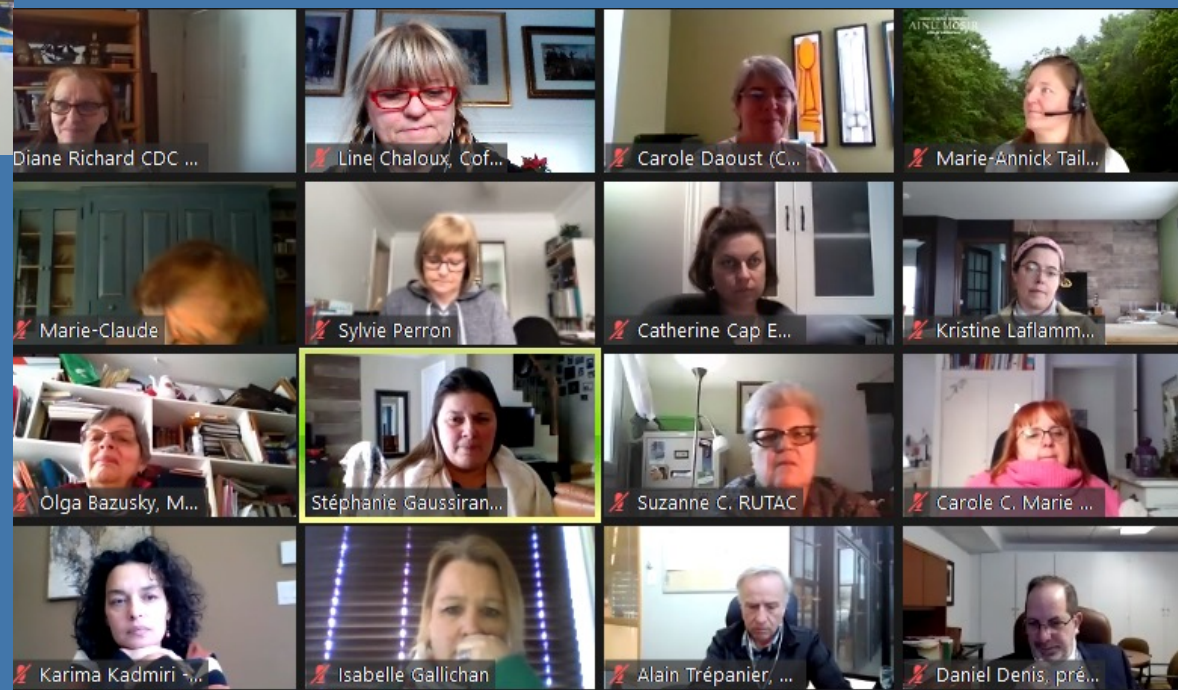 AINU MOSIR
Diane Richard CDC ...
Line Chaloux, Cof...
Carole Daoust (C...
Marie-Annick Tail...
Marie-Claude
Sylvie Perron
Catherine Cap E...
Kristine Laflamm...
Olga Bazusky, M...
Stéphanie Gaussiran...
Suzanne C. RUTAC
Carole C. Marie ...
Karima Kadmiri -...
Isabelle Gallichan
Alain Trépanier, ...
Daniel Denis, pré...